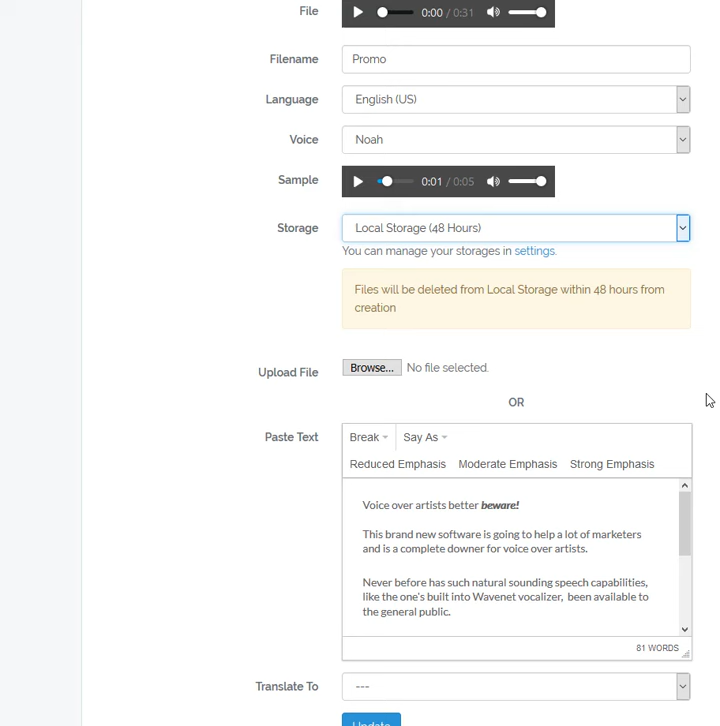 File
0:00 / 0:31
Filename
Promo
Language
English (US)
Voice
Noah
Sample
0:01 / 0:05
Storage
Local Storage (48 Hours)
You can manage your storages in settings.
Files will be deleted from Local Storage within 48 hours from
creation
Upload File
Browse... No file selected.
OR
Paste Text
Break Say As
Reduced Emphasis Moderate Emphasis Strong Emphasis
Voice over artists better beware!
This brand new software is going to help a lot of marketers
and is a complete downer for voice over artists.
Never before has such natural sounding speech capabilities,
like the one's built into Wavenet vocalizer, been available to
the general public.
81 WORDS
Translate To
---
Update